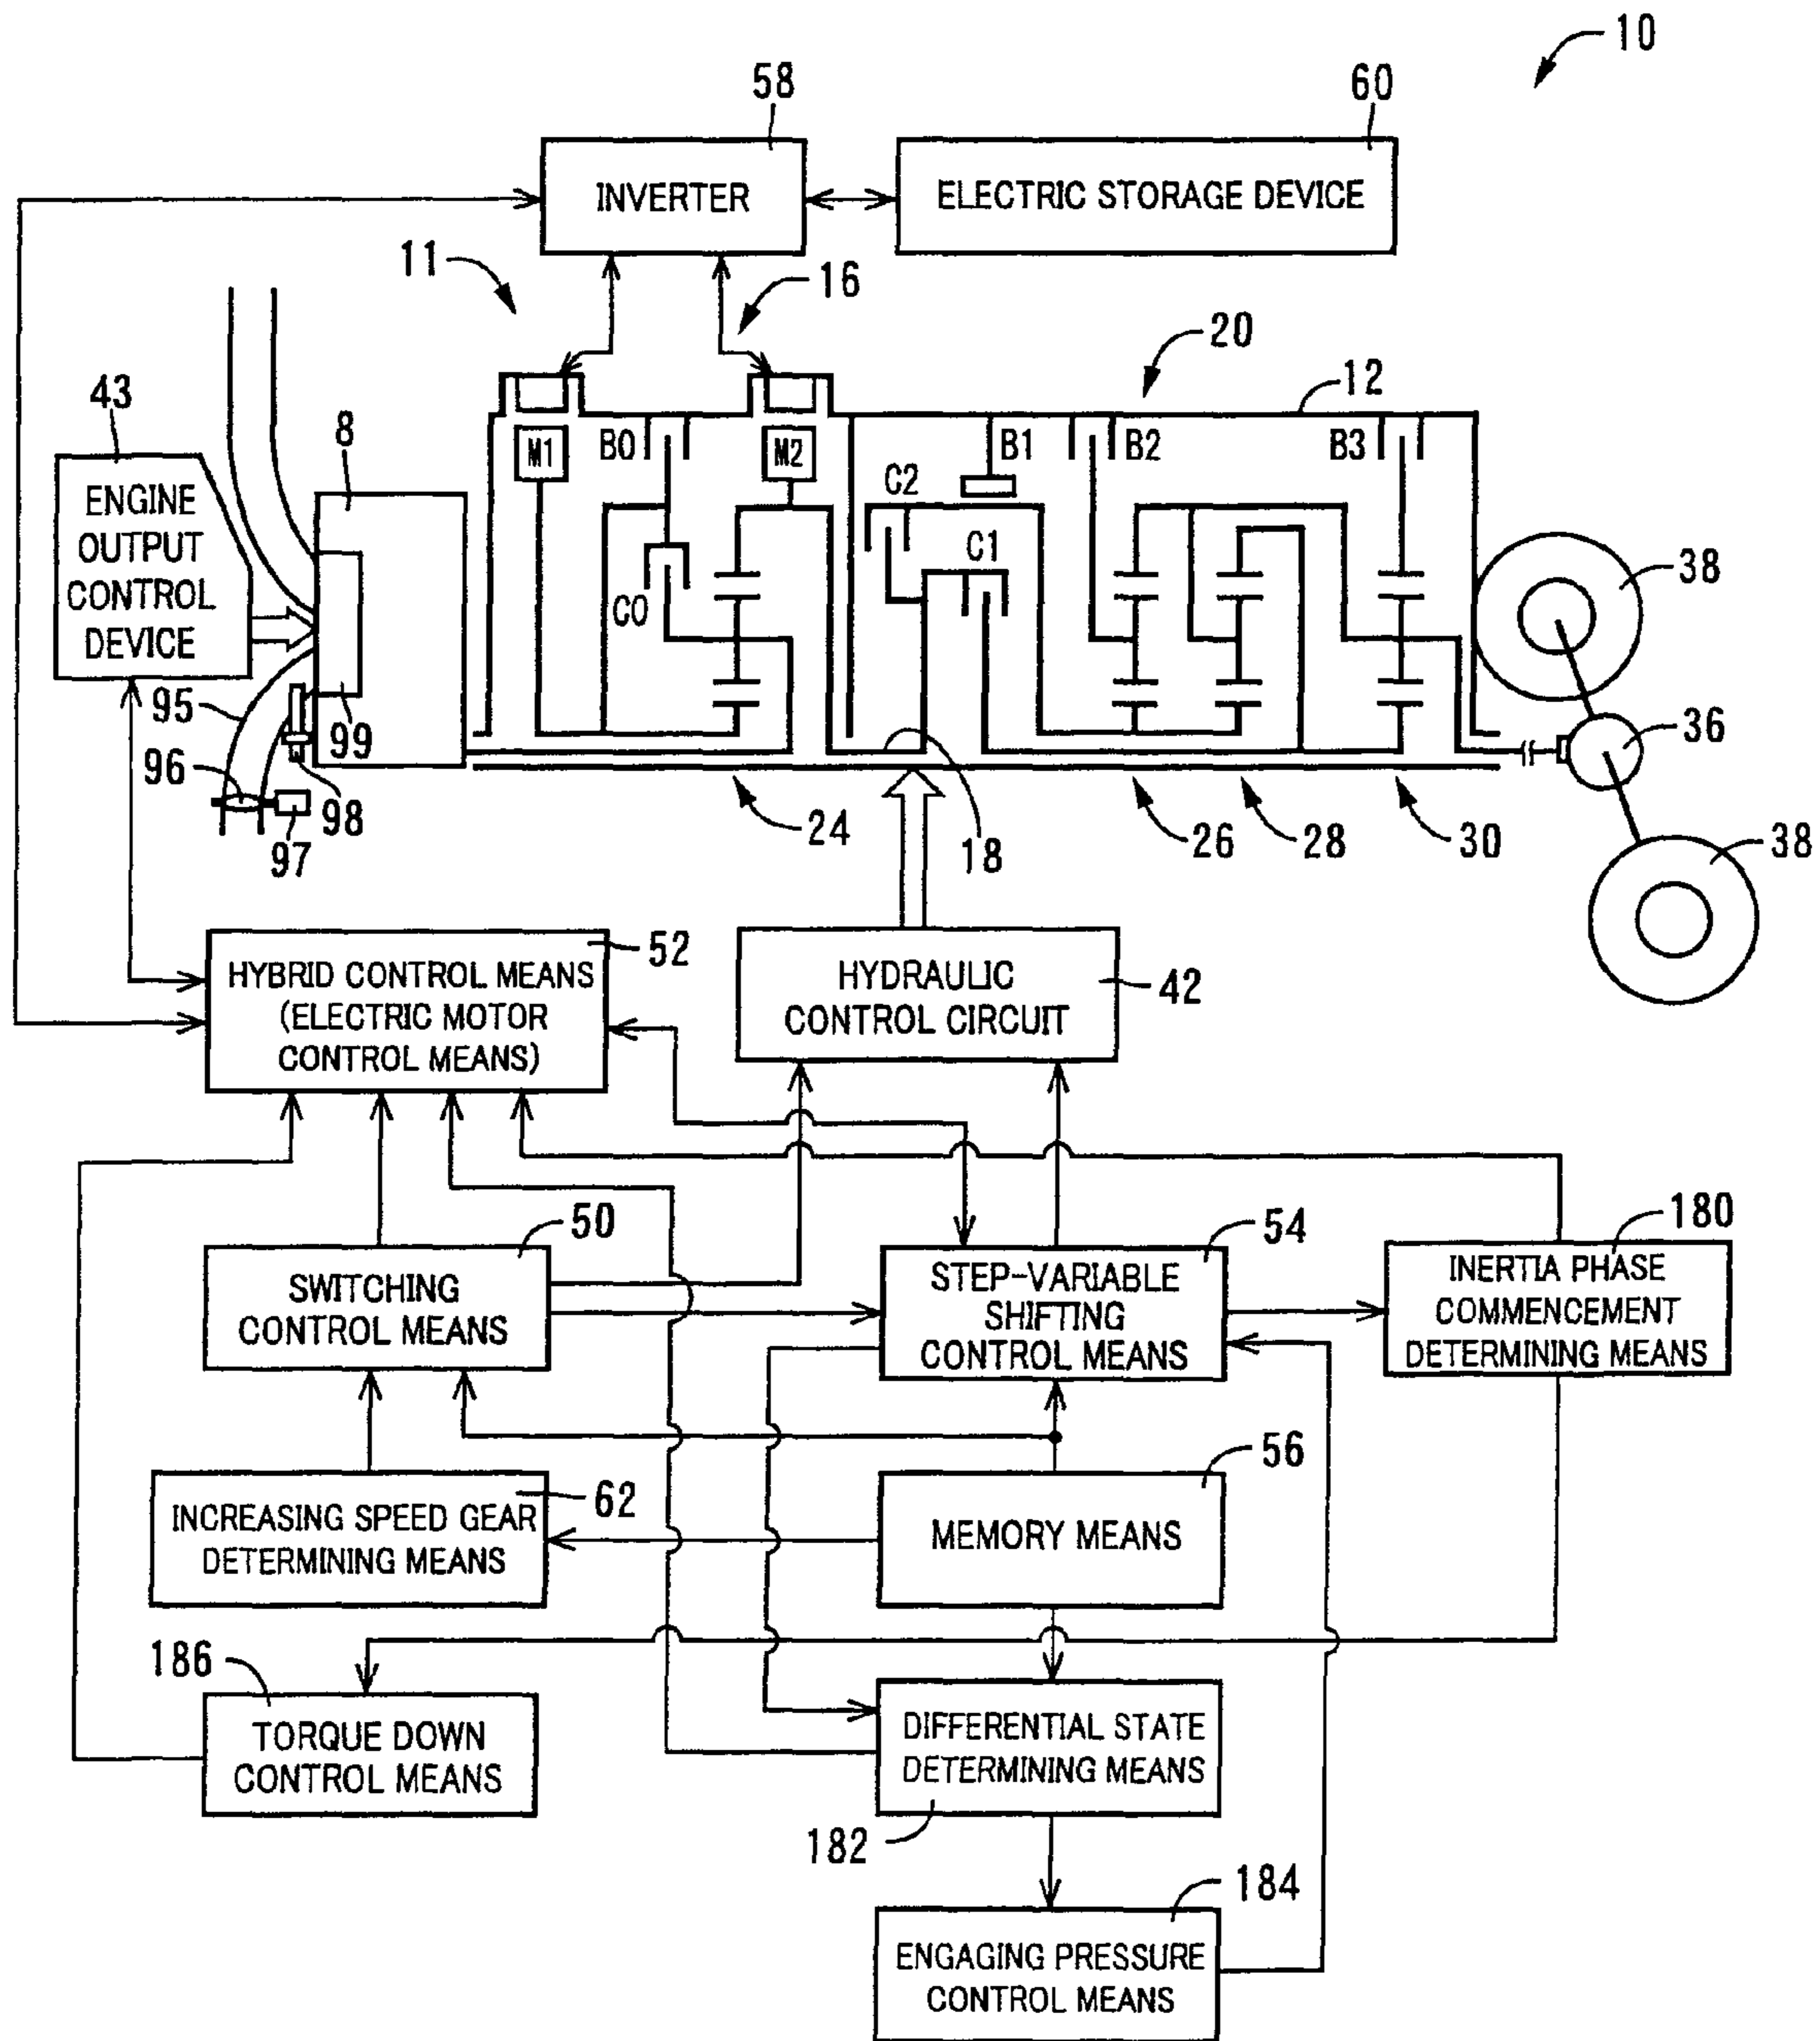 10
58
60
INVERTER
ELECTRIC STORAGE DEVICE
11
16
20
12
43
8
M1
B0
M2
B1
B2
B3
C2
C1
C0
ENGINE
OUTPUT
CONTROL
DEVICE
38
95
99
36
96
98
97
24
18
26
28
30
38
52
HYBRID CONTROL MEANS
(ELECTRIC MOTOR
CONTROL MEANS)
HYDRAULIC
CONTROL CIRCUIT
42
50
SWITCHING
CONTROL MEANS
54
STEP-VARIABLE
SHIFTING
CONTROL MEANS
180
INERTIA PHASE
COMMENCEMENT
DETERMINING MEANS
62
INCREASING SPEED GEAR
DETERMINING MEANS
56
MEMORY MEANS
186
TORQUE DOWN
CONTROL MEANS
DIFFERENTIAL STATE
DETERMINING MEANS
182
184
ENGAGING PRESSURE
CONTROL MEANS